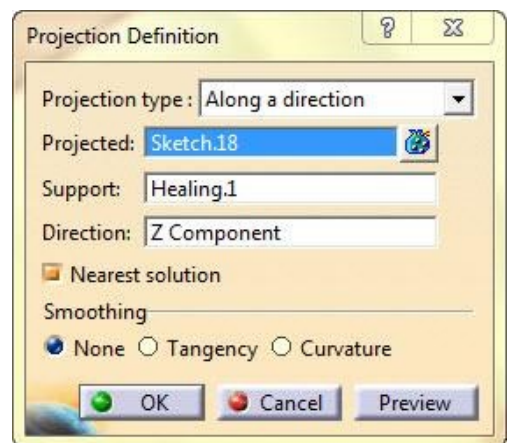 Projection Definition
Projection type : Along a direction
Projected: Sketch.18
Support: Healing.1
Direction: Z Component
Nearest solution
Smoothing
None Tangency Curvature
OK Cancel Preview